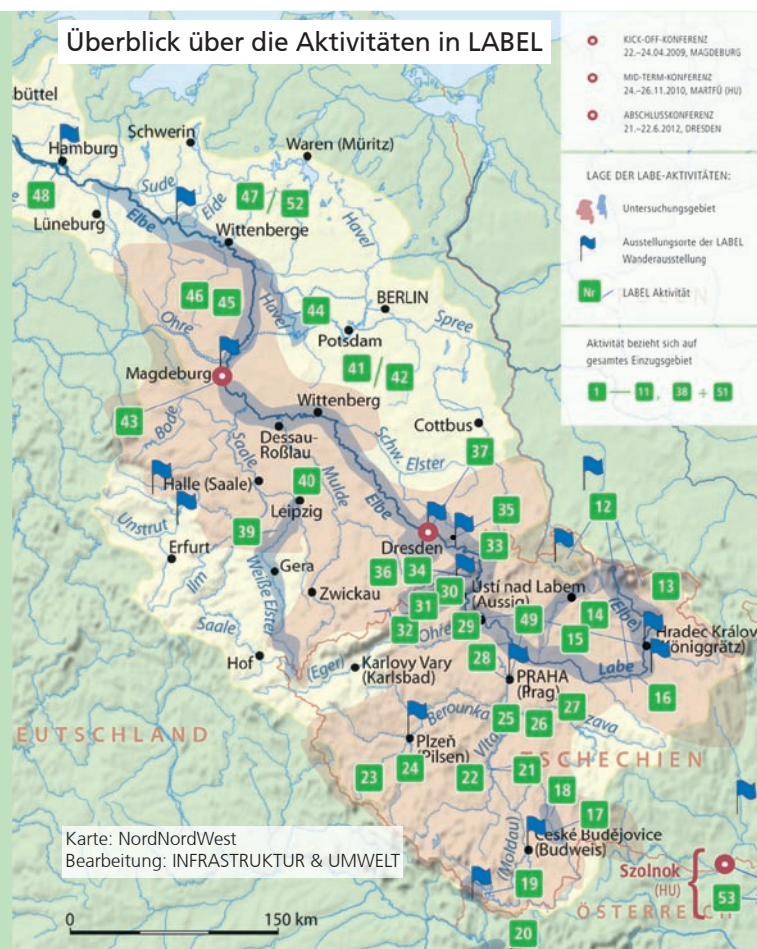 Überblick über die Aktivitäten in LABEL
KICK-OFF-KONFERENZ
22.–24.04.2009, MAGDEBURG
MID-TERM-KONFERENZ
24.–26.11.2010, MARTFÜ (HU)
ABSCHLUSSKONFERENZ
21.–22.6.2012, DRESDEN
LAGE DER LABE-AKTIVITÄTEN:
Untersuchungsgebiet
Ausstellungsorte der LABEL
Wanderausstellung
Nr
LABEL Aktivität
Aktivität bezieht sich auf
gesamtes Einzugsgebiet
1 — 11, 38 + 51
sbüttel
Schwerin
Hamburg
Waren (Müritz)
48
Sude
Elde
47 / 52
Lüneburg
Elbe
Wittenberge
Havel
46
45
Havel
44
BERLIN
Ohre
Potsdam
Spree
41 / 42
Magdeburg
Wittenberg
43
Bode
Dessau-
Roßlau
Cottbus
Schw. Elster
37
Saale
Mulde
Halle (Saale)
40
Leipzig
Elbe
12
35
Unstrut
39
Dresden
33
Erfurt
Ilm
Gera
36
34
Weiße Elster
Zwickau
30
Ústí nad Labem
(Aussig)
13
31
49
14
(Elbe)
32
Ohře
29
15
Hradec Králov
(Königgrätz)
Saale
Hof
(Eger)
Karlovy Vary
(Karlsbad)
28
PRAHA
(Prag)
Labe
16
Berounka
27
25
26
zava
EUTSCHLAND
Plzeň
(Pilsen)
Vlta
TSCHECHIEN
23
24
22
21
18
17
Karte: NordNordWest
Bearbeitung: INFRASTRUKTUR & UMWELT
(Moldau)
České Budějovice
(Budweis)
Szolnok
(HU)
53
19
ÖSTERREICH
0
150 km
20